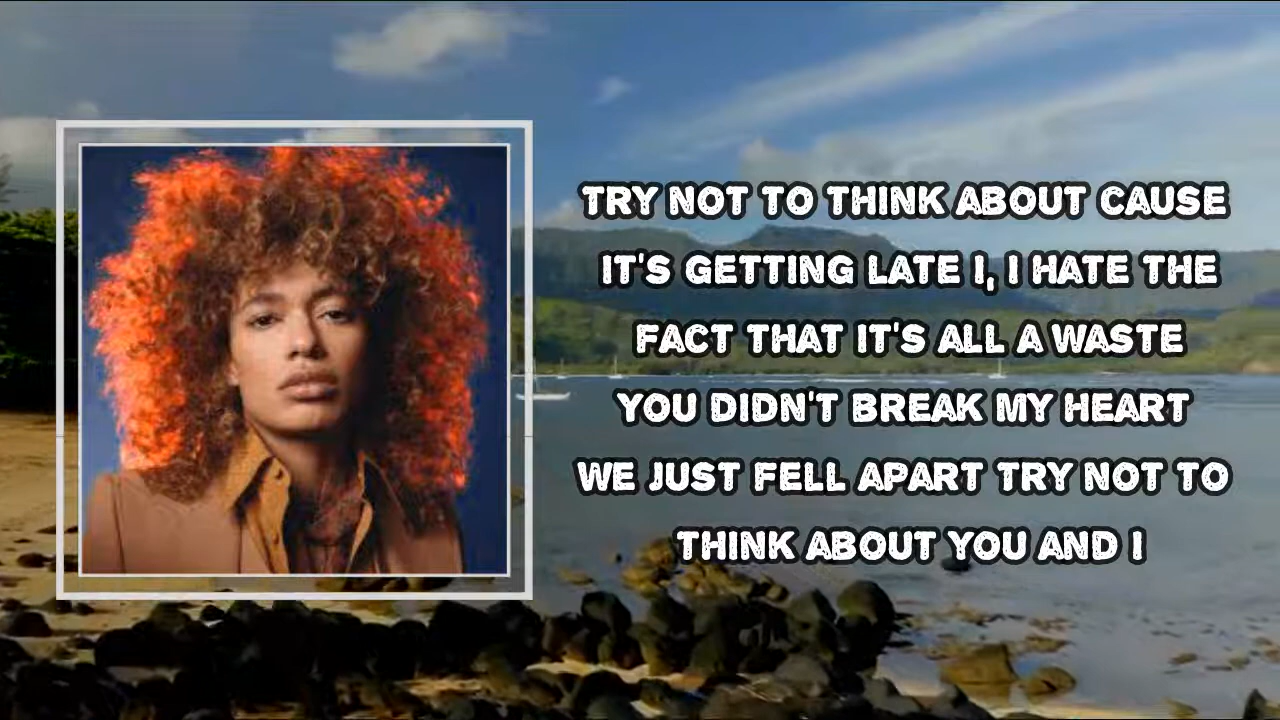 TRY NOT TO THINK ABOUT CAUSE
IT'S GETTING LATE I, I HATE THE
FACT THAT IT'S ALL A WASTE
YOU DIDN'T BREAK MY HEART
WE JUST FELL APART TRY NOT TO
THINK ABOUT YOU AND I